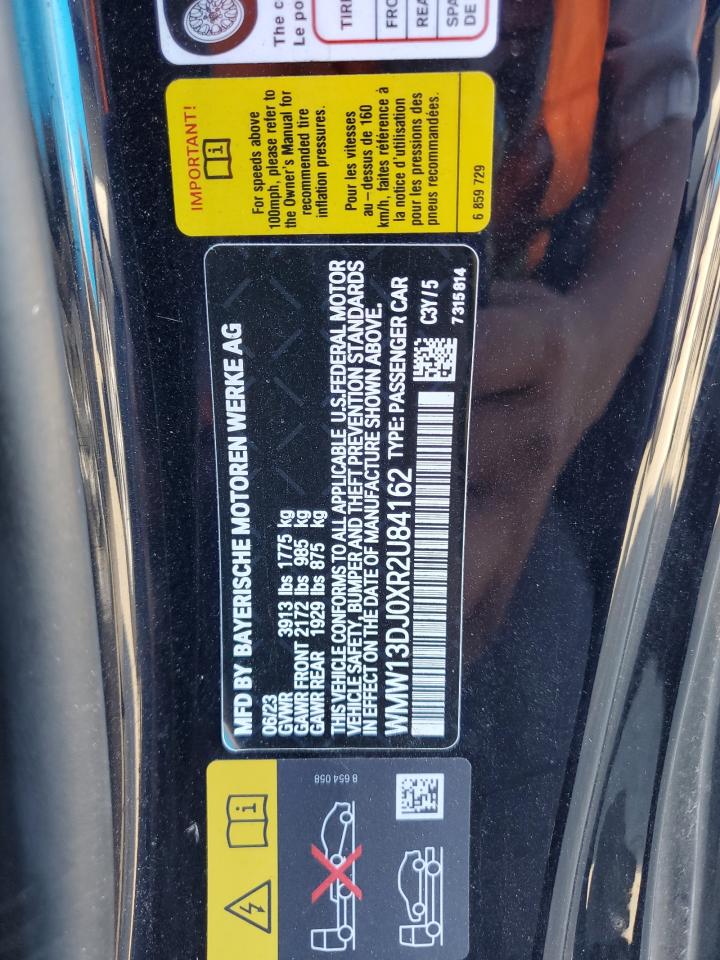 The c
Le po
TIRE
FRO
REA
SPA
DE
IMPORTANT!
For speeds above
100mph, please refer to
the Owner's Manual for
recommended tire
inflation pressures.
Pour les vitesses
au-dessus de 160
km/h, faites référence à
la notice d'utilisation
pour les pressions des
pneus recommandées.
6 859 729
MFD BY BAYERISCHE MOTOREN WERKE AG
06/23
GVWR 3913 lbs 1775 kg
GAWR FRONT 2172 lbs 985 kg
GAWR REAR 1929 lbs 875 kg
THIS VEHICLE CONFORMS TO ALL APPLICABLE U.S.FEDERAL MOTOR
VEHICLE SAFETY, BUMPER AND THEFT PREVENTION STANDARDS
IN EFFECT ON THE DATE OF MANUFACTURE SHOWN ABOVE.
WMW13DJ0XR2U84162 TYPE: PASSENGER CAR
C3Y/5
7315814
8 654 058